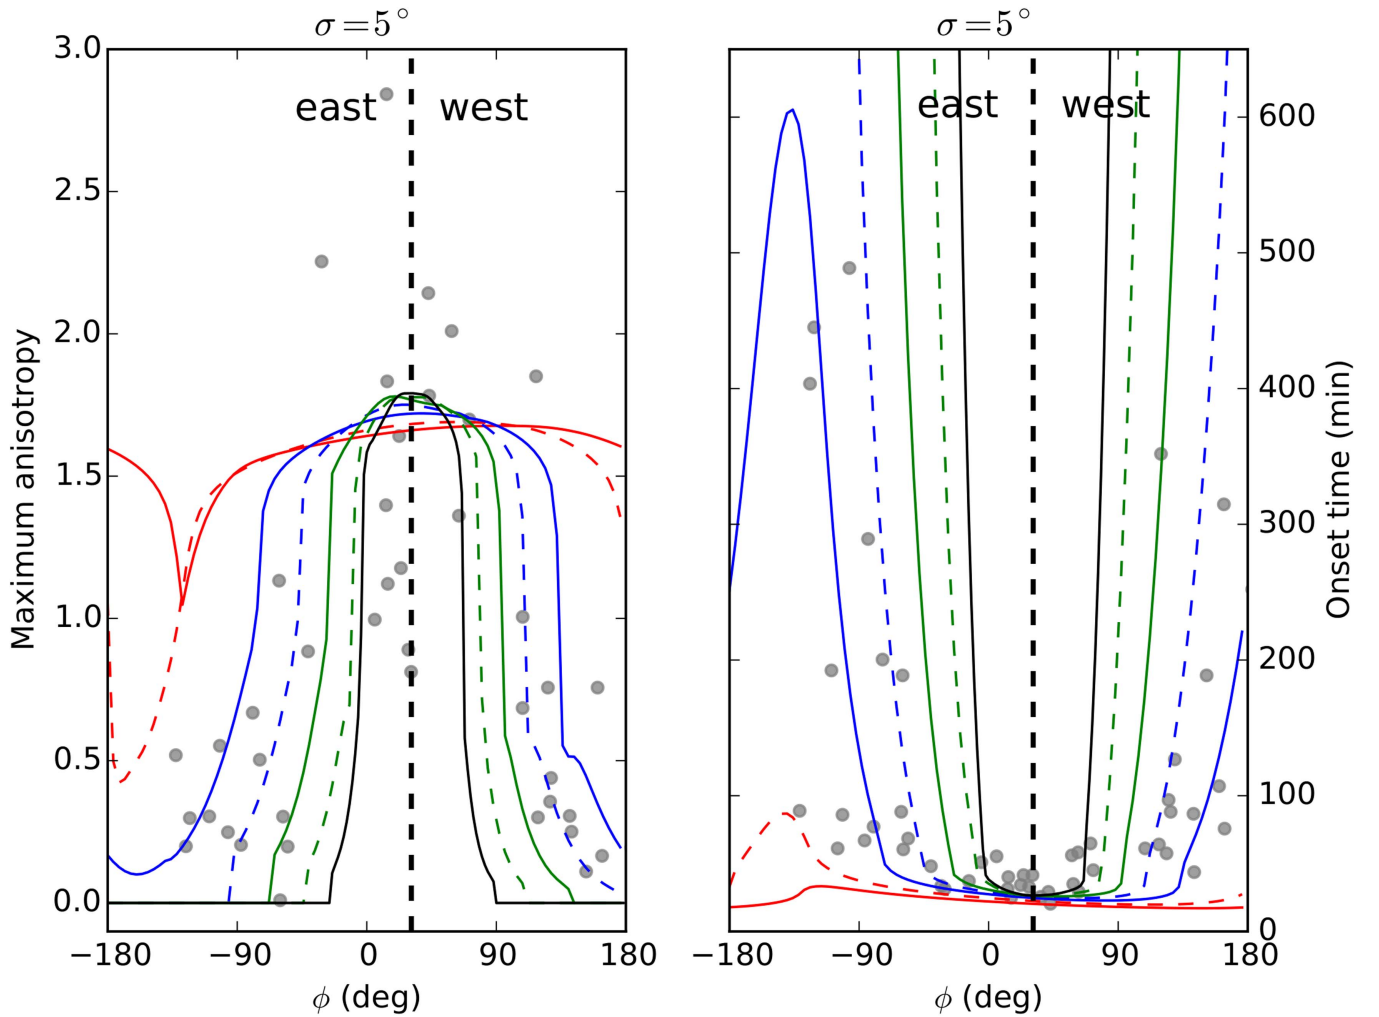 σ=5°
east west
3.0
2.5
2.0
1.5
1.0
0.5
0.0
Maximum anisotropy
−180 −90 0 90 180
ϕ (deg)
σ=5°
east west
600
500
400
300
200
100
0
Onset time (min)
−180 −90 0 90 180
ϕ (deg)